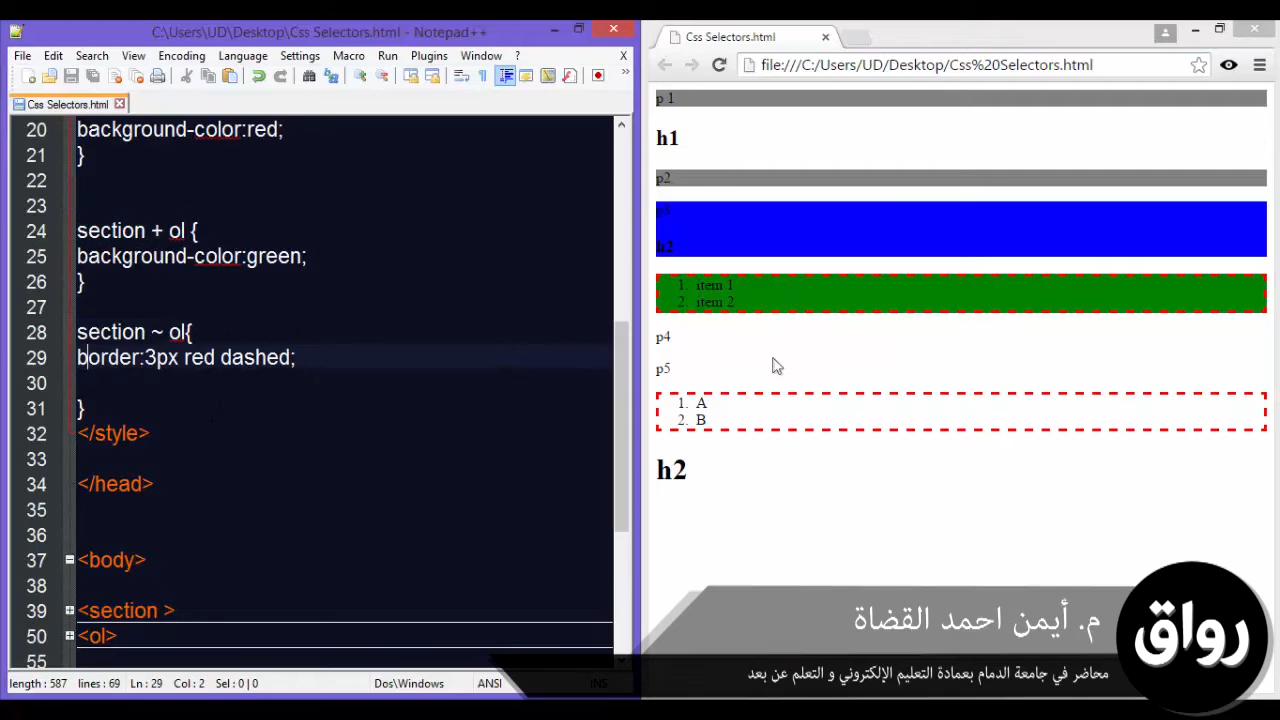 C:\Users\UD\Desktop\Css Selectors.html - Notepad++
File Edit Search View Encoding Language Settings Macro Run Plugins Window ? X
Css Selectors.html
20 background-color:red;
21 }
22
23
24 section + ol {
25 background-color:green;
26 }
27
28 section ~ ol{
29 border:3px red dashed;
30
31 }
32 </style>
33
34 </head>
35
36
37 <body>
38
39 <section >
50 <ol>
55
length : 587 lines : 69 Ln : 29 Col : 2 Sel : 0 | 0 Dos\Windows ANSI INS
Css Selectors.html
file:///C:/Users/UD/Desktop/Css%20Selectors.html
p 1
h1
p2
p3
h2
1. item 1
2. item 2
p4
p5
1. A
2. B
h2
م. أيمن احمد القضاة
رواق
محاضر في جامعة الدمام بعمادة التعليم الإلكتروني و التعلم عن بعد